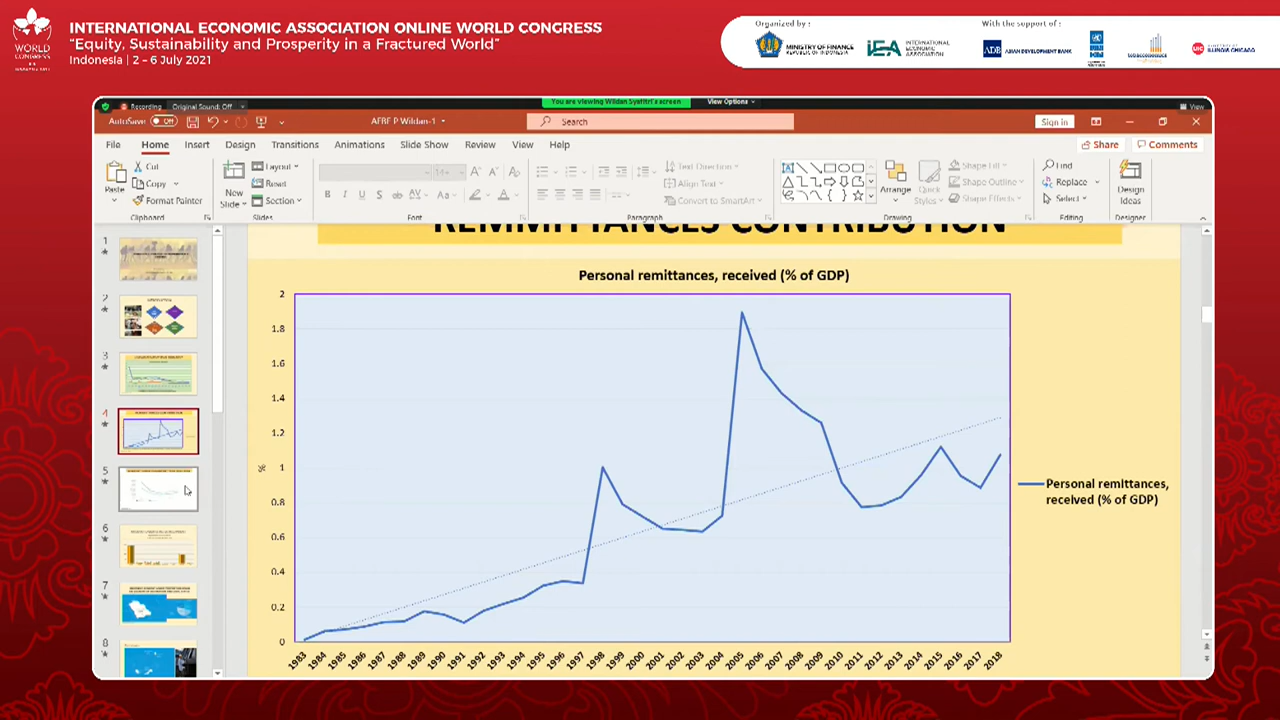 WORLD
CONGRESS
INTERNATIONAL ECONOMIC ASSOCIATION ONLINE WORLD CONGRESS
“Equity, Sustainability and Prosperity in a Fractured World”
Indonesia | 2 - 6 July 2021
Organized by :
MINISTRY OF FINANCE
REPUBLIC OF INDONESIA
iEA
INTERNATIONAL
ECONOMIC
ASSOCIATION
With the support of :
ADB
ASIAN DEVELOPMENT BANK
UIC
Recording
Original Sound: Off
You are viewing Wildan Syafitri's screen
View Options
View
AutoSave
Off
AFBF P Wildan-1
Search
Sign in
File
Home
Insert
Design
Transitions
Animations
Slide Show
Review
View
Help
Share
Comments
Paste
Cut
Copy
Format Painter
Clipboard
New
Slide
Layout
Reset
Section
Slides
Font
Text Direction
Align Text
Convert to SmartArt
Paragraph
Arrange
Quick
Styles
Shape Fill
Shape Outline
Shape Effects
Drawing
Find
Replace
Select
Editing
Design
Ideas
Designer
1
2
3
4
5
6
7
8
REMMITTANCES CONTRIBUTION
Personal remittances, received (% of GDP)
2
1.8
1.6
1.4
1.2
1
0.8
0.6
0.4
0.2
0
%
1983 1984 1985 1986 1987 1988 1989 1990 1991 1992 1993 1994 1995 1996 1997 1998 1999 2000 2001 2002 2003 2004 2005 2006 2007 2008 2009 2010 2011 2012 2013 2014 2015 2016 2017 2018
Personal remittances,
received (% of GDP)